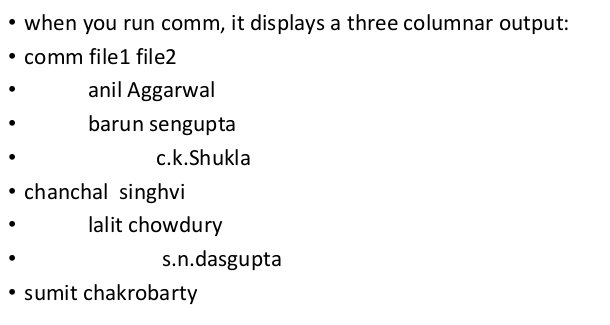 • when you run comm, it displays a three columnar output:
• comm file1 file2
• anil Aggarwal
• barun sengupta
• c.k.Shukla
• chanchal  singhvi
• lalit chowdury
• s.n.dasgupta
• sumit chakrobarty